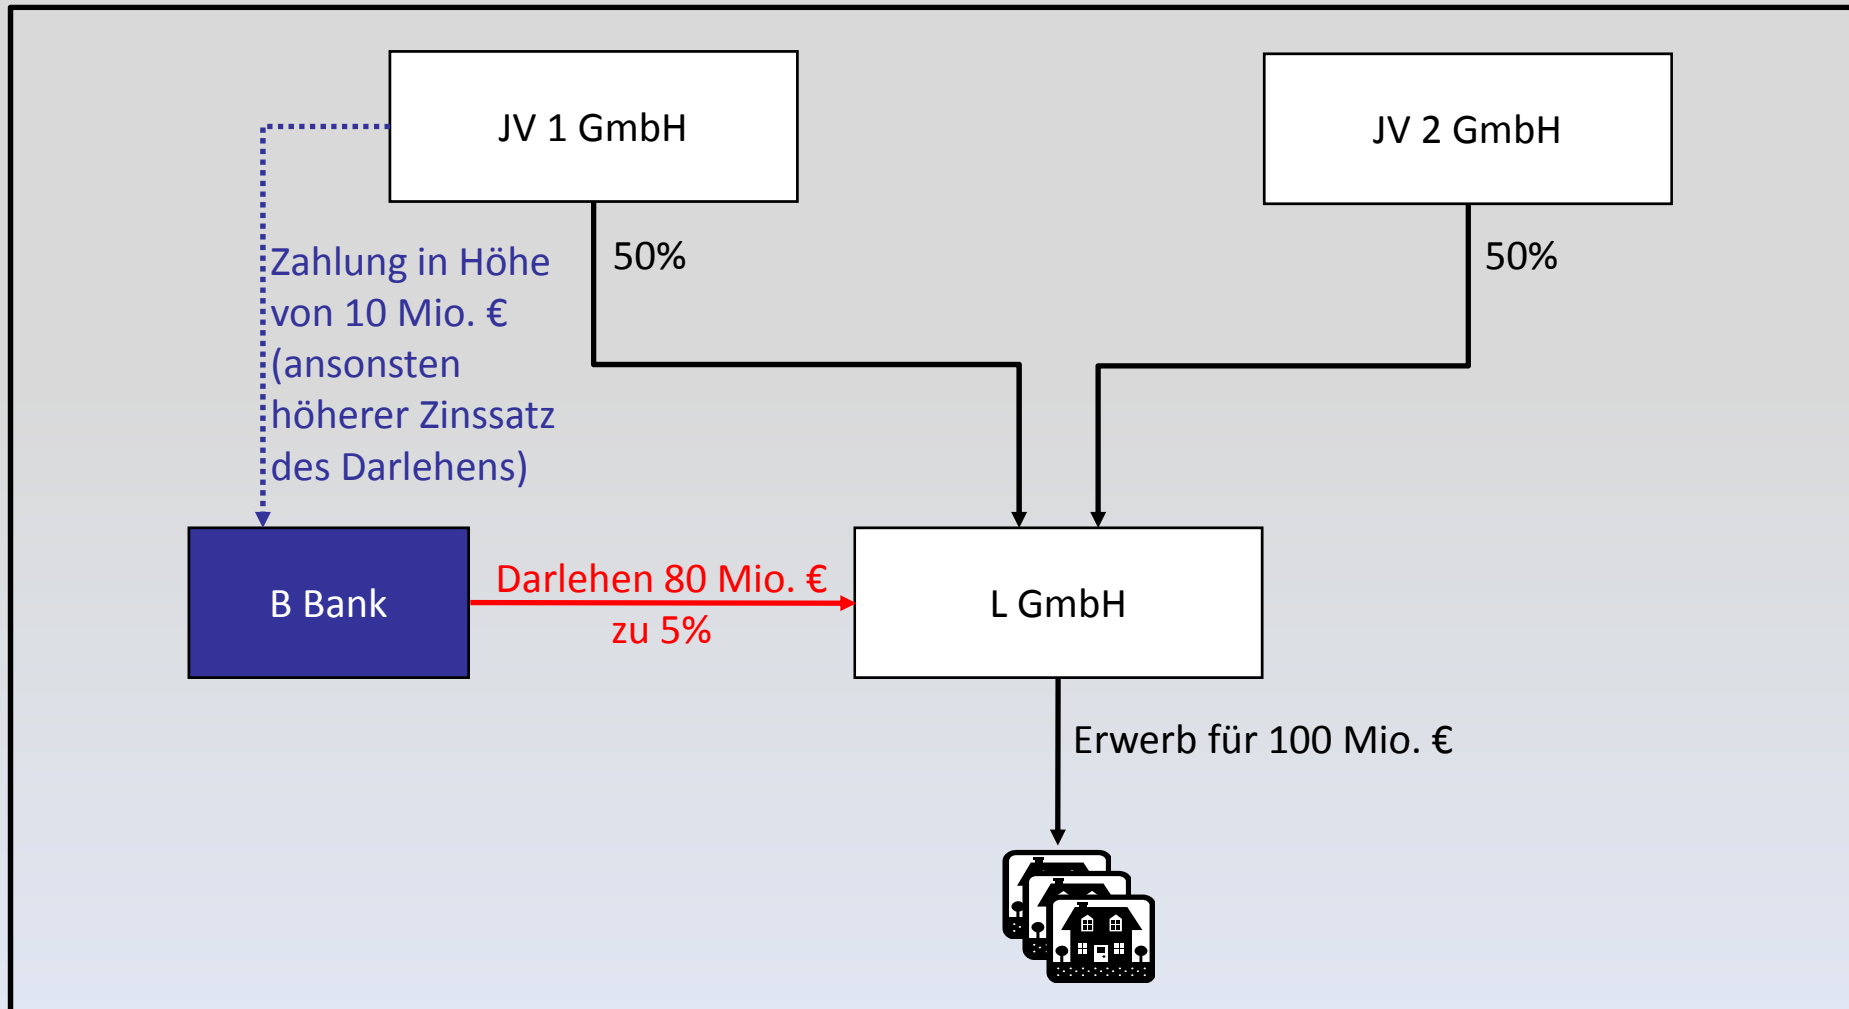 JV 1 GmbH
JV 2 GmbH
Zahlung in Höhe
von 10 Mio. €
(ansonsten
höherer Zinssatz
des Darlehens)
50%
50%
B Bank
Darlehen 80 Mio. €
zu 5%
L GmbH
Erwerb für 100 Mio. €